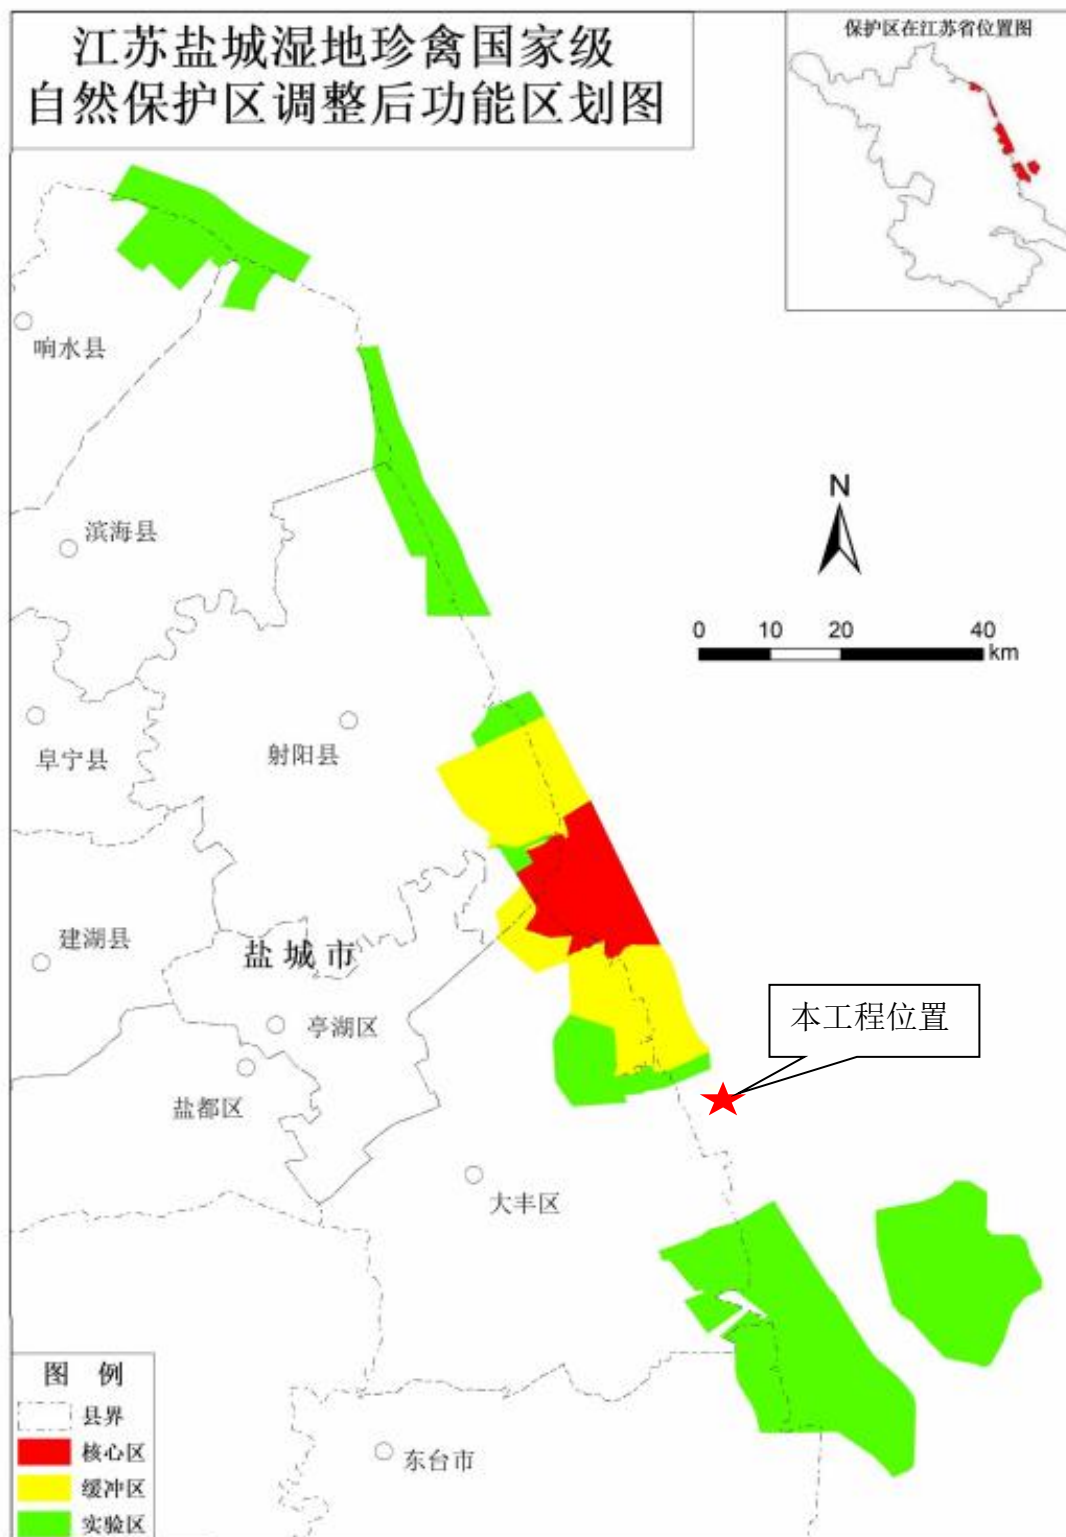 江苏盐城湿地珍禽国家级
自然保护区调整后功能区划图
保护区在江苏省位置图
响水县
滨海县
N
0 10 20 40
km
阜宁县
射阳县
建湖县
盐城市
亭湖区
本工程位置
盐都区
大丰区
东台市
图 例
县界
核心区
缓冲区
实验区